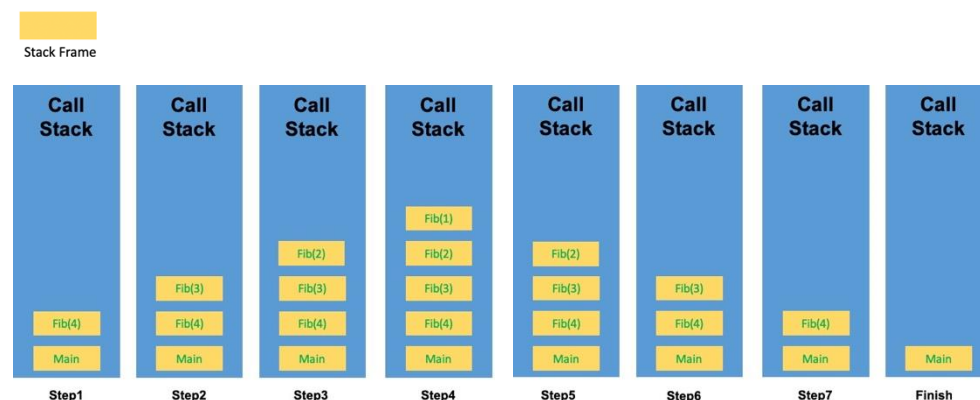 Stack Frame
Call
Stack
Fib(4)
Main
Step1
Call
Stack
Fib(3)
Fib(4)
Main
Step2
Call
Stack
Fib(2)
Fib(3)
Fib(4)
Main
Step3
Call
Stack
Fib(1)
Fib(2)
Fib(3)
Fib(4)
Main
Step4
Call
Stack
Fib(2)
Fib(3)
Fib(4)
Main
Step5
Call
Stack
Fib(3)
Fib(4)
Main
Step6
Call
Stack
Fib(4)
Main
Step7
Call
Stack
Main
Finish